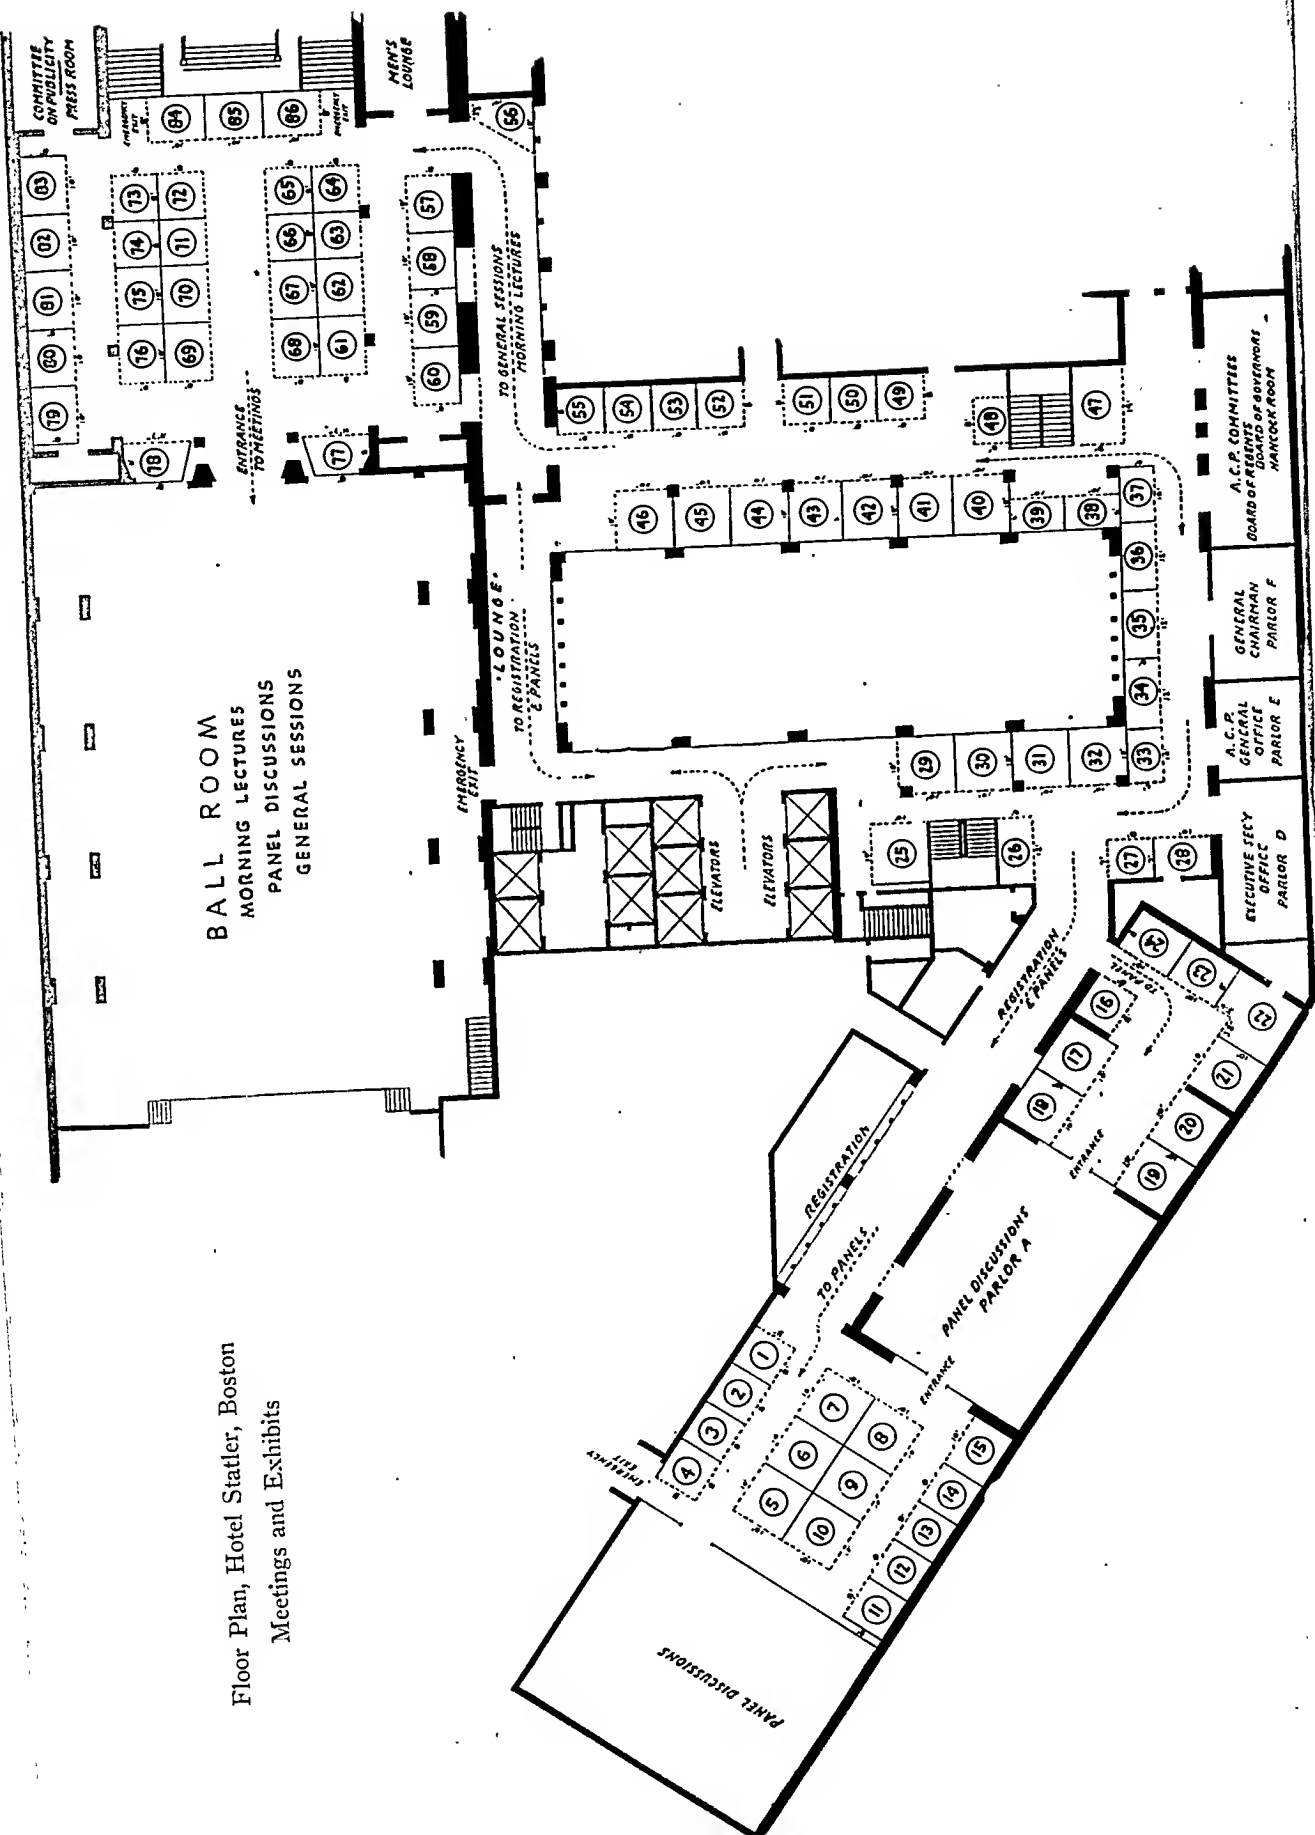 Floor Plan, Hotel Statler, Boston
Meetings and Exhibits
COMMITTEE
ON PUBLICITY
PRESS ROOM
EMERGENCY
EXIT
84
85
86
EMERGENCY
EXIT
MEN'S
LOUNGE
56
79
80
81
82
83
76
75
74
73
69
70
71
72
68
67
66
65
61
62
63
64
60
59
58
57
78
77
ENTRANCE
TO MEETINGS
BALL ROOM
MORNING LECTURES
PANEL DISCUSSIONS
GENERAL SESSIONS
EMERGENCY
EXIT
TO GENERAL SESSIONS
MORNING LECTURES
·LOUNGE·
TO REGISTRATION
& PANELS
ELEVATORS
ELEVATORS
55
54
53
52
51
50
49
48
47
46
45
44
43
42
41
40
39
38
37
36
35
34
33
32
31
30
29
25
26
27
28
A.C.P. COMMITTEES
BOARD OF REGENTS
BOARD OF GOVERNORS
HANCOCK ROOM
GENERAL
CHAIRMAN
PARLOR F
A.C.P.
GENERAL
OFFICE
PARLOR E
EXECUTIVE SECY
OFFICE
PARLOR D
REGISTRATION
& PANELS
TO PANEL
24
23
22
21
20
19
16
17
18
ENTRANCE
REGISTRATION
TO PANELS
PANEL DISCUSSIONS
PARLOR A
ENTRANCE
1
2
3
4
EMERGENCY
EXIT
5
6
7
10
9
8
11
12
13
14
15
PANEL DISCUSSIONS